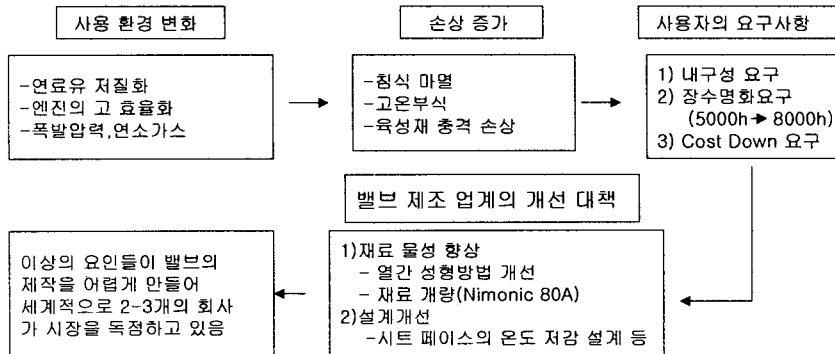 사용 환경 변화
손상 증가
사용자의 요구사항
-연료유 저질화
-엔진의 고 효율화
-폭발압력,연소가스
-침식 마멸
-고온부식
-육성재 충격 손상
1) 내구성 요구
2) 장수명화요구
(5000h→ 8000h)
3) Cost Down 요구
밸브 제조 업계의 개선 대책
1)재료 물성 향상
- 열간 성형방법 개선
- 재료 개량(Nimonic 80A)
2)설계개선
-시트 페이스의 온도 저감 설계 등
이상의 요인들이 밸브의
제작을 어렵게 만들어
세계적으로 2-3개의 회사
가 시장을 독점하고 있음